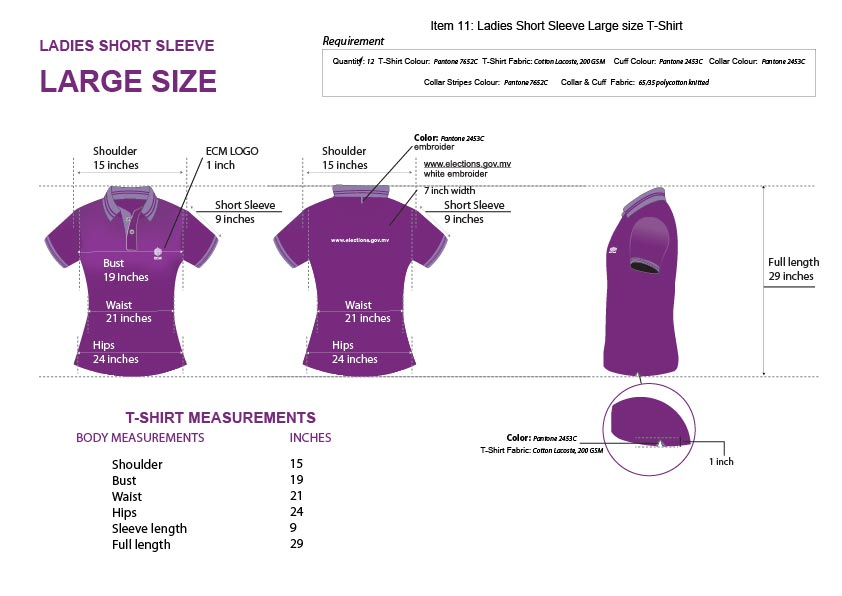 Item 11: Ladies Short Sleeve Large size T-Shirt
LADIES SHORT SLEEVE
LARGE SIZE
Requirement
Quantity: 12 T-Shirt Colour: Pantone 7652C T-Shirt Fabric: Cotton Lacoste, 200 GSM Cuff Colour: Pantone 2453C Collar Colour: Pantone 2453C
Collar Stripes Colour: Pantone 7652C Collar & Cuff Fabric: 65/35 polycotton knitted
Shoulder
15 inches
ECM LOGO
1 inch
Short Sleeve
9 inches
Bust
19 Inches
Waist
21 inches
Hips
24 inches
Shoulder
15 inches
Color: Pantone 2453C
embroider
www.elections.gov.mv
white embroider
7 inch width
Short Sleeve
9 inches
www.elections.gov.mv
Waist
21 inches
Hips
24 inches
Full length
29 inches
Color: Pantone 2453C
T-Shirt Fabric: Cotton Lacoste, 200 GSM
1 inch
T-SHIRT MEASUREMENTS
BODY MEASUREMENTS INCHES
Shoulder 15
Bust 19
Waist 21
Hips 24
Sleeve length 9
Full length 29